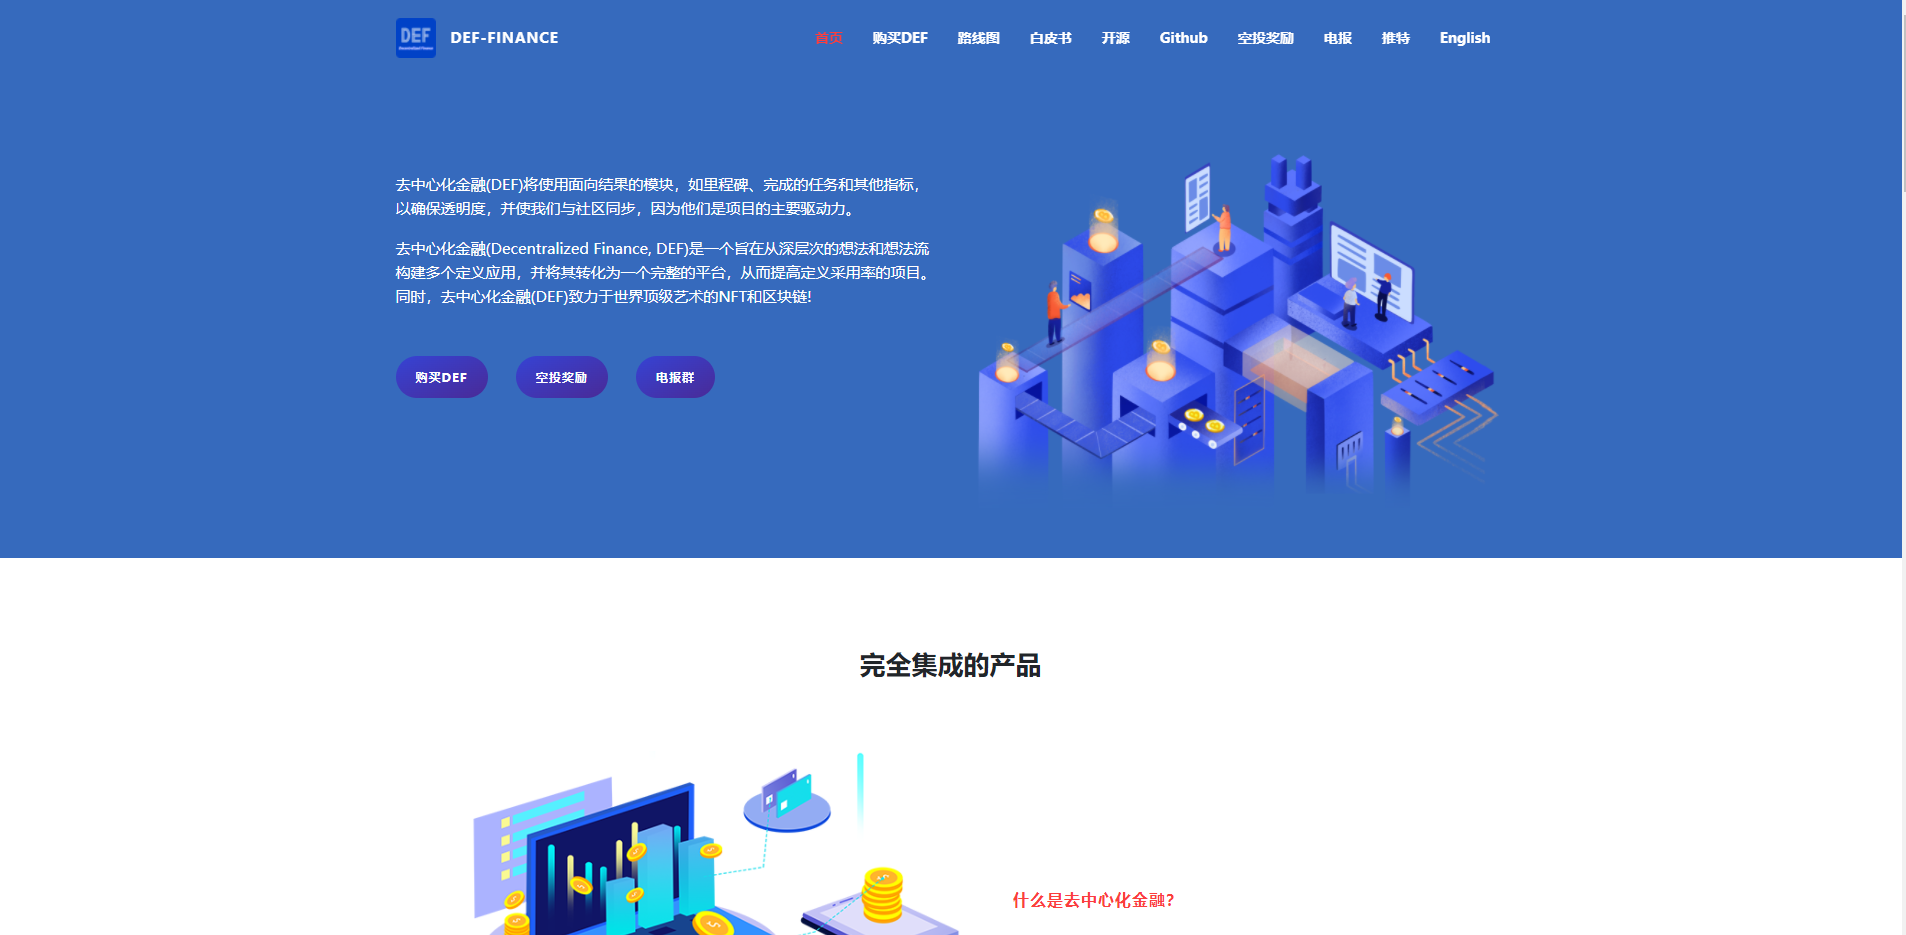 DEF
Decentralized Finance
DEF-FINANCE
首页
购买DEF
路线图
白皮书
开源
Github
空投奖励
电报
推特
English
去中心化金融(DEF)将使用面向结果的模块，如里程碑、完成的任务和其他指标，
以确保透明度，并使我们与社区同步，因为他们是项目的主要驱动力。
去中心化金融(Decentralized Finance, DEF)是一个旨在从深层次的想法和想法流
构建多个定义应用，并将其转化为一个完整的平台，从而提高定义采用率的项目。
同时，去中心化金融(DEF)致力于世界顶级艺术的NFT和区块链!
购买DEF
空投奖励
电报群
完全集成的产品
什么是去中心化金融?